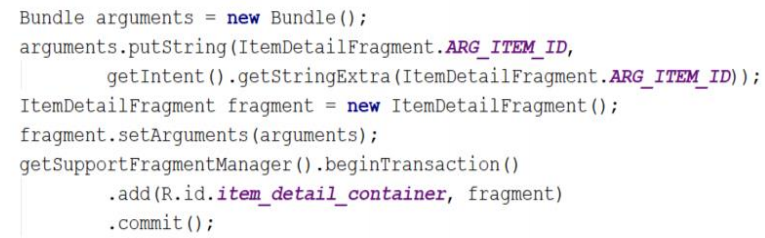 Bundle arguments = new Bundle();
arguments.putString(ItemDetailFragment.ARG_ITEM_ID,
getIntent().getStringExtra(ItemDetailFragment.ARG_ITEM_ID));
ItemDetailFragment fragment = new ItemDetailFragment();
fragment.setArguments(arguments);
getSupportFragmentManager().beginTransaction()
.add(R.id.item_detail_container, fragment)
.commit();